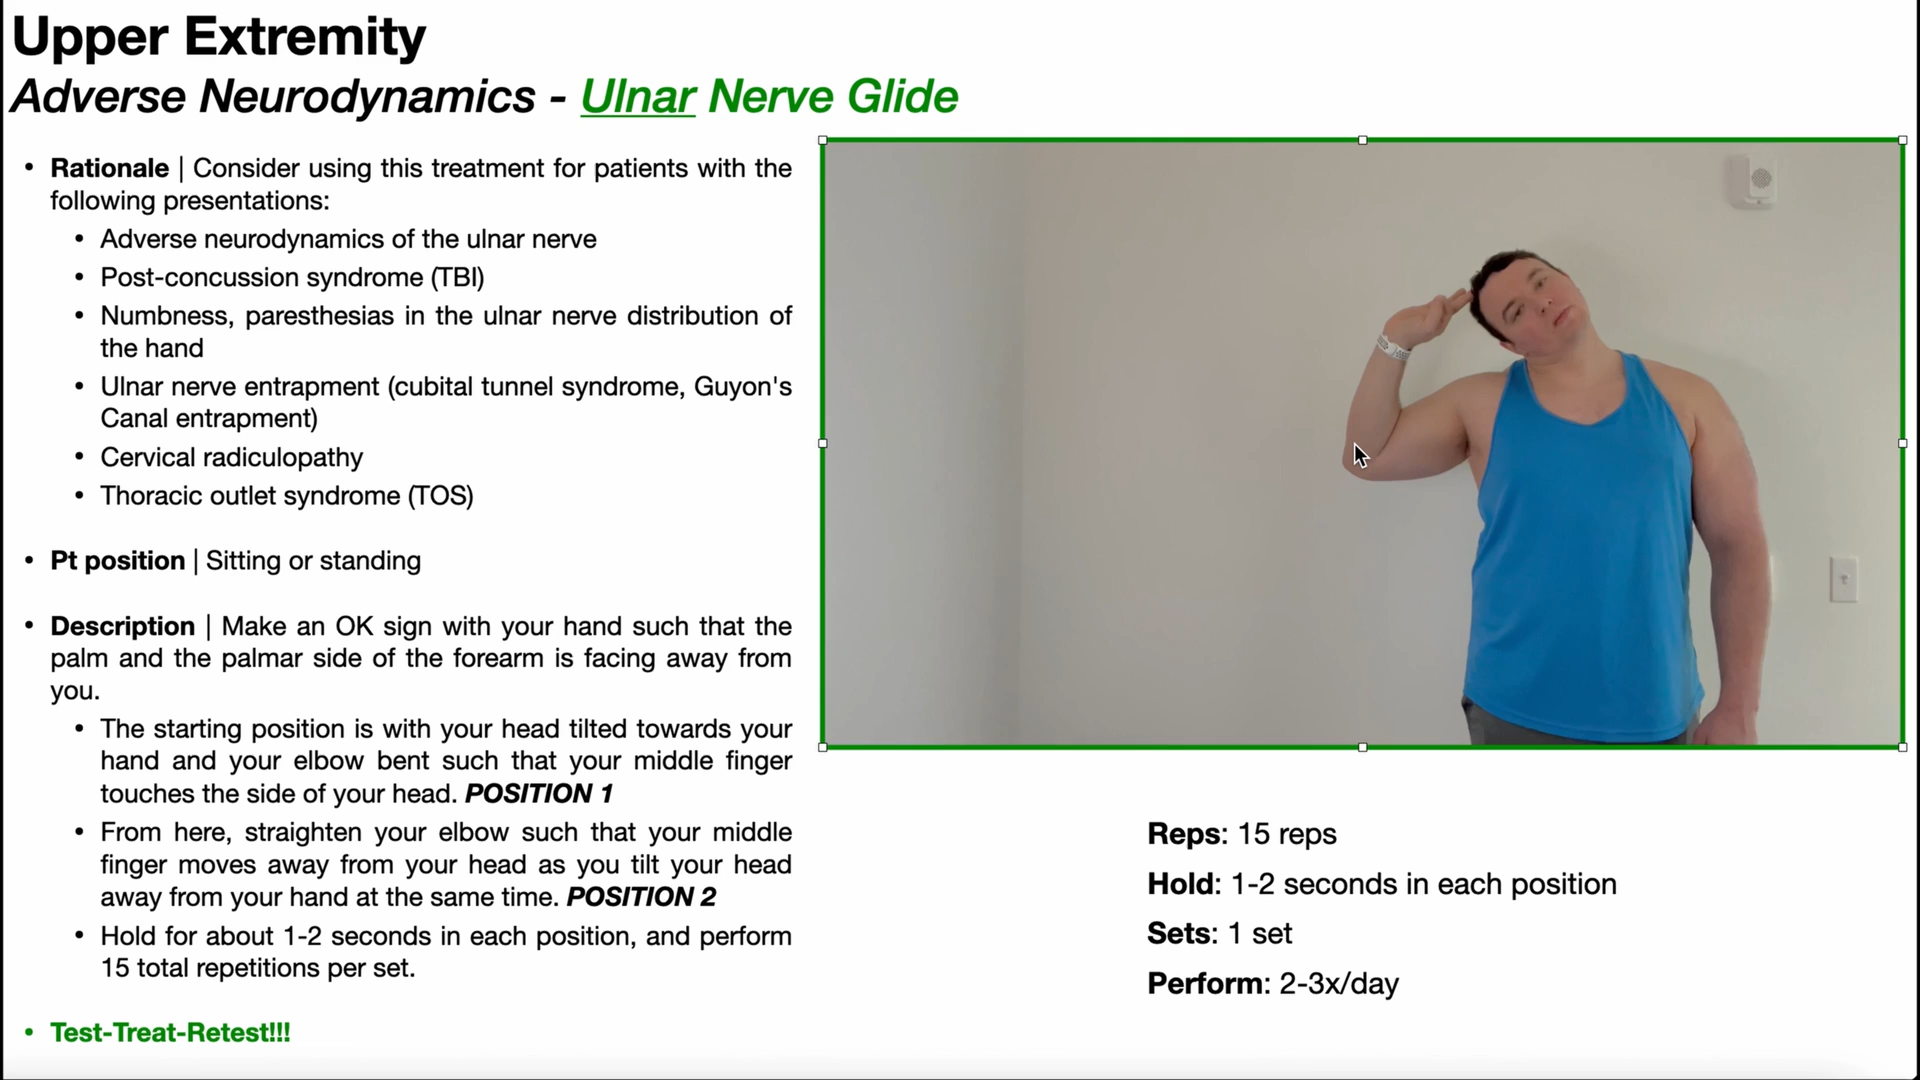 Upper Extremity
Adverse Neurodynamics - Ulnar Nerve Glide
• Rationale | Consider using this treatment for patients with the
following presentations:
• Adverse neurodynamics of the ulnar nerve
• Post-concussion syndrome (TBI)
• Numbness, paresthesias in the ulnar nerve distribution of
the hand
• Ulnar nerve entrapment (cubital tunnel syndrome, Guyon's
Canal entrapment)
• Cervical radiculopathy
• Thoracic outlet syndrome (TOS)
• Pt position | Sitting or standing
• Description | Make an OK sign with your hand such that the
palm and the palmar side of the forearm is facing away from
you.
• The starting position is with your head tilted towards your
hand and your elbow bent such that your middle finger
touches the side of your head. POSITION 1
• From here, straighten your elbow such that your middle
finger moves away from your head as you tilt your head
away from your hand at the same time. POSITION 2
• Hold for about 1-2 seconds in each position, and perform
15 total repetitions per set.
• Test-Treat-Retest!!!
Reps: 15 reps
Hold: 1-2 seconds in each position
Sets: 1 set
Perform: 2-3x/day